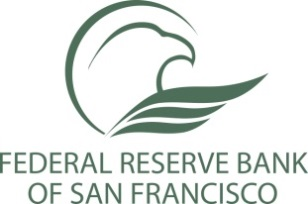 FEDERAL RESERVE BANK
OF SAN FRANCISCO